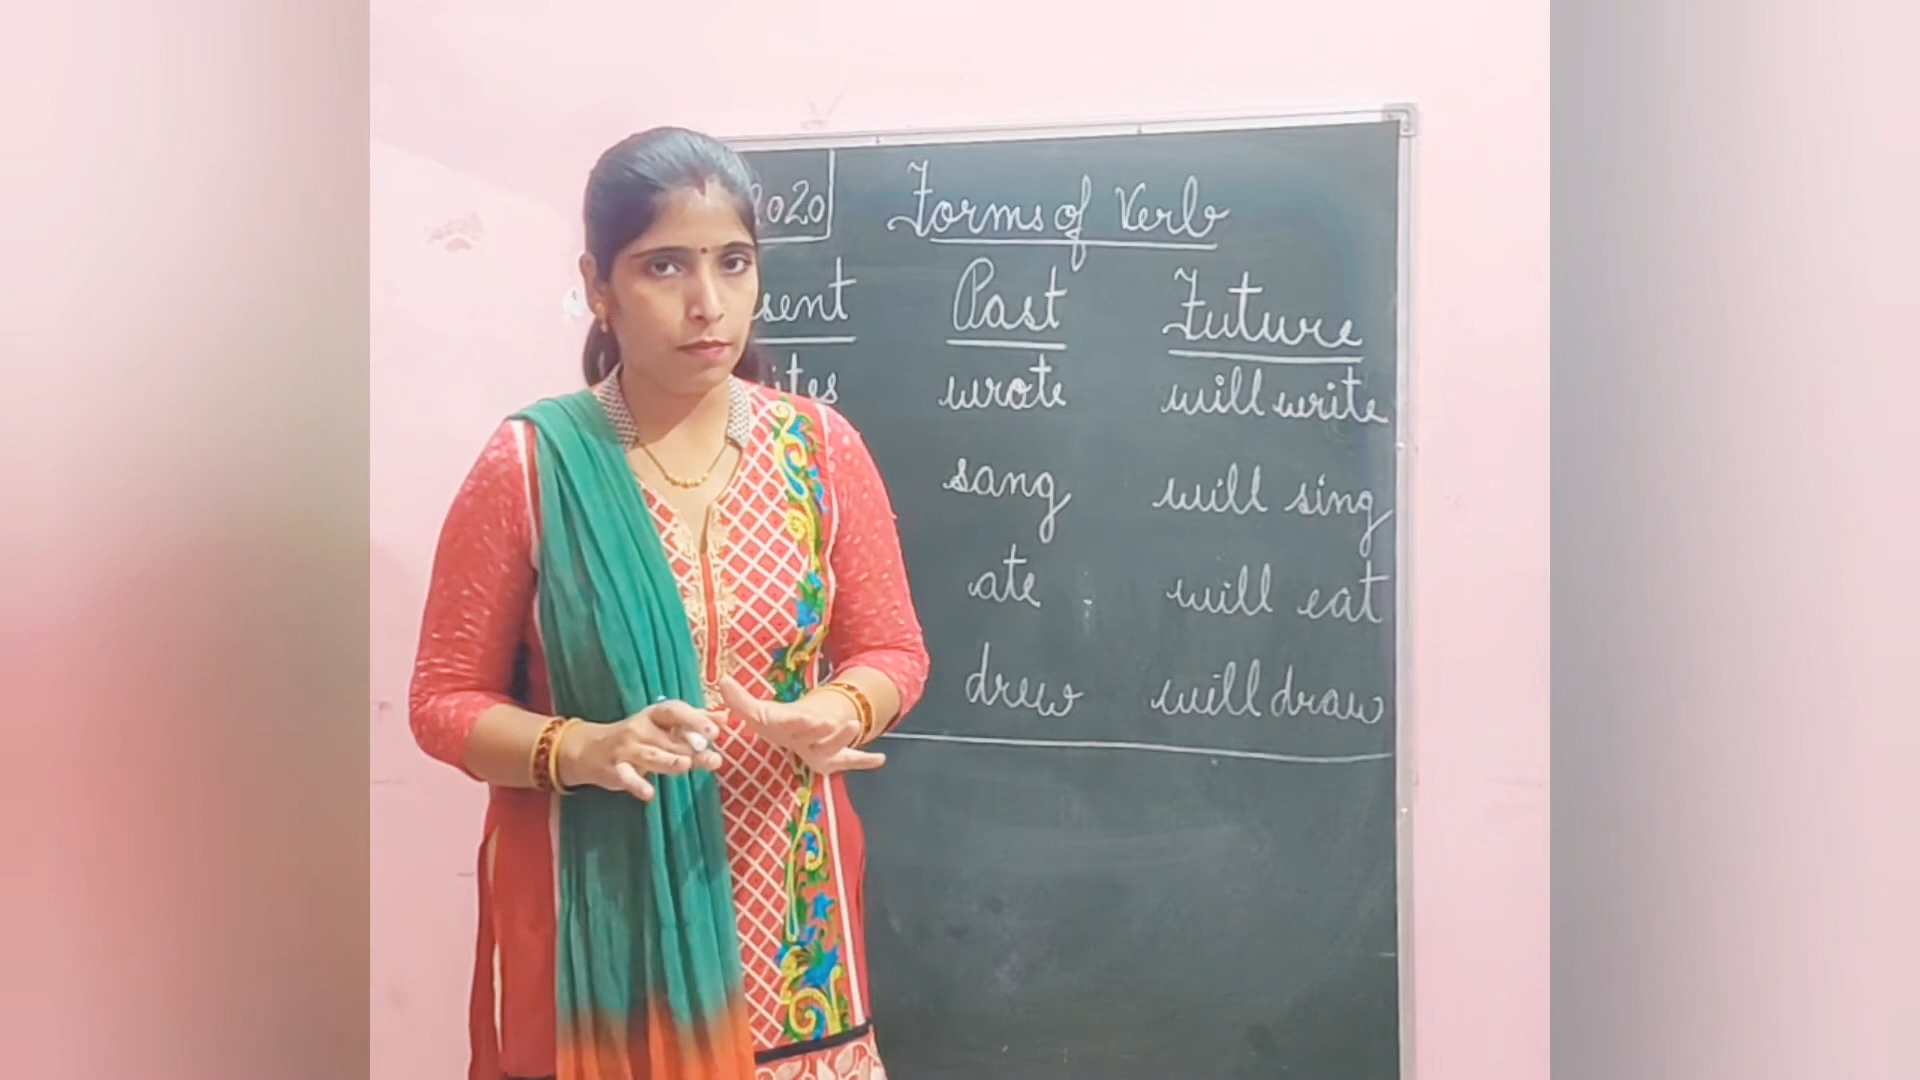 2020 Forms of Verb
Past Future
wrote will write
sang will sing
ate will eat
drew will draw